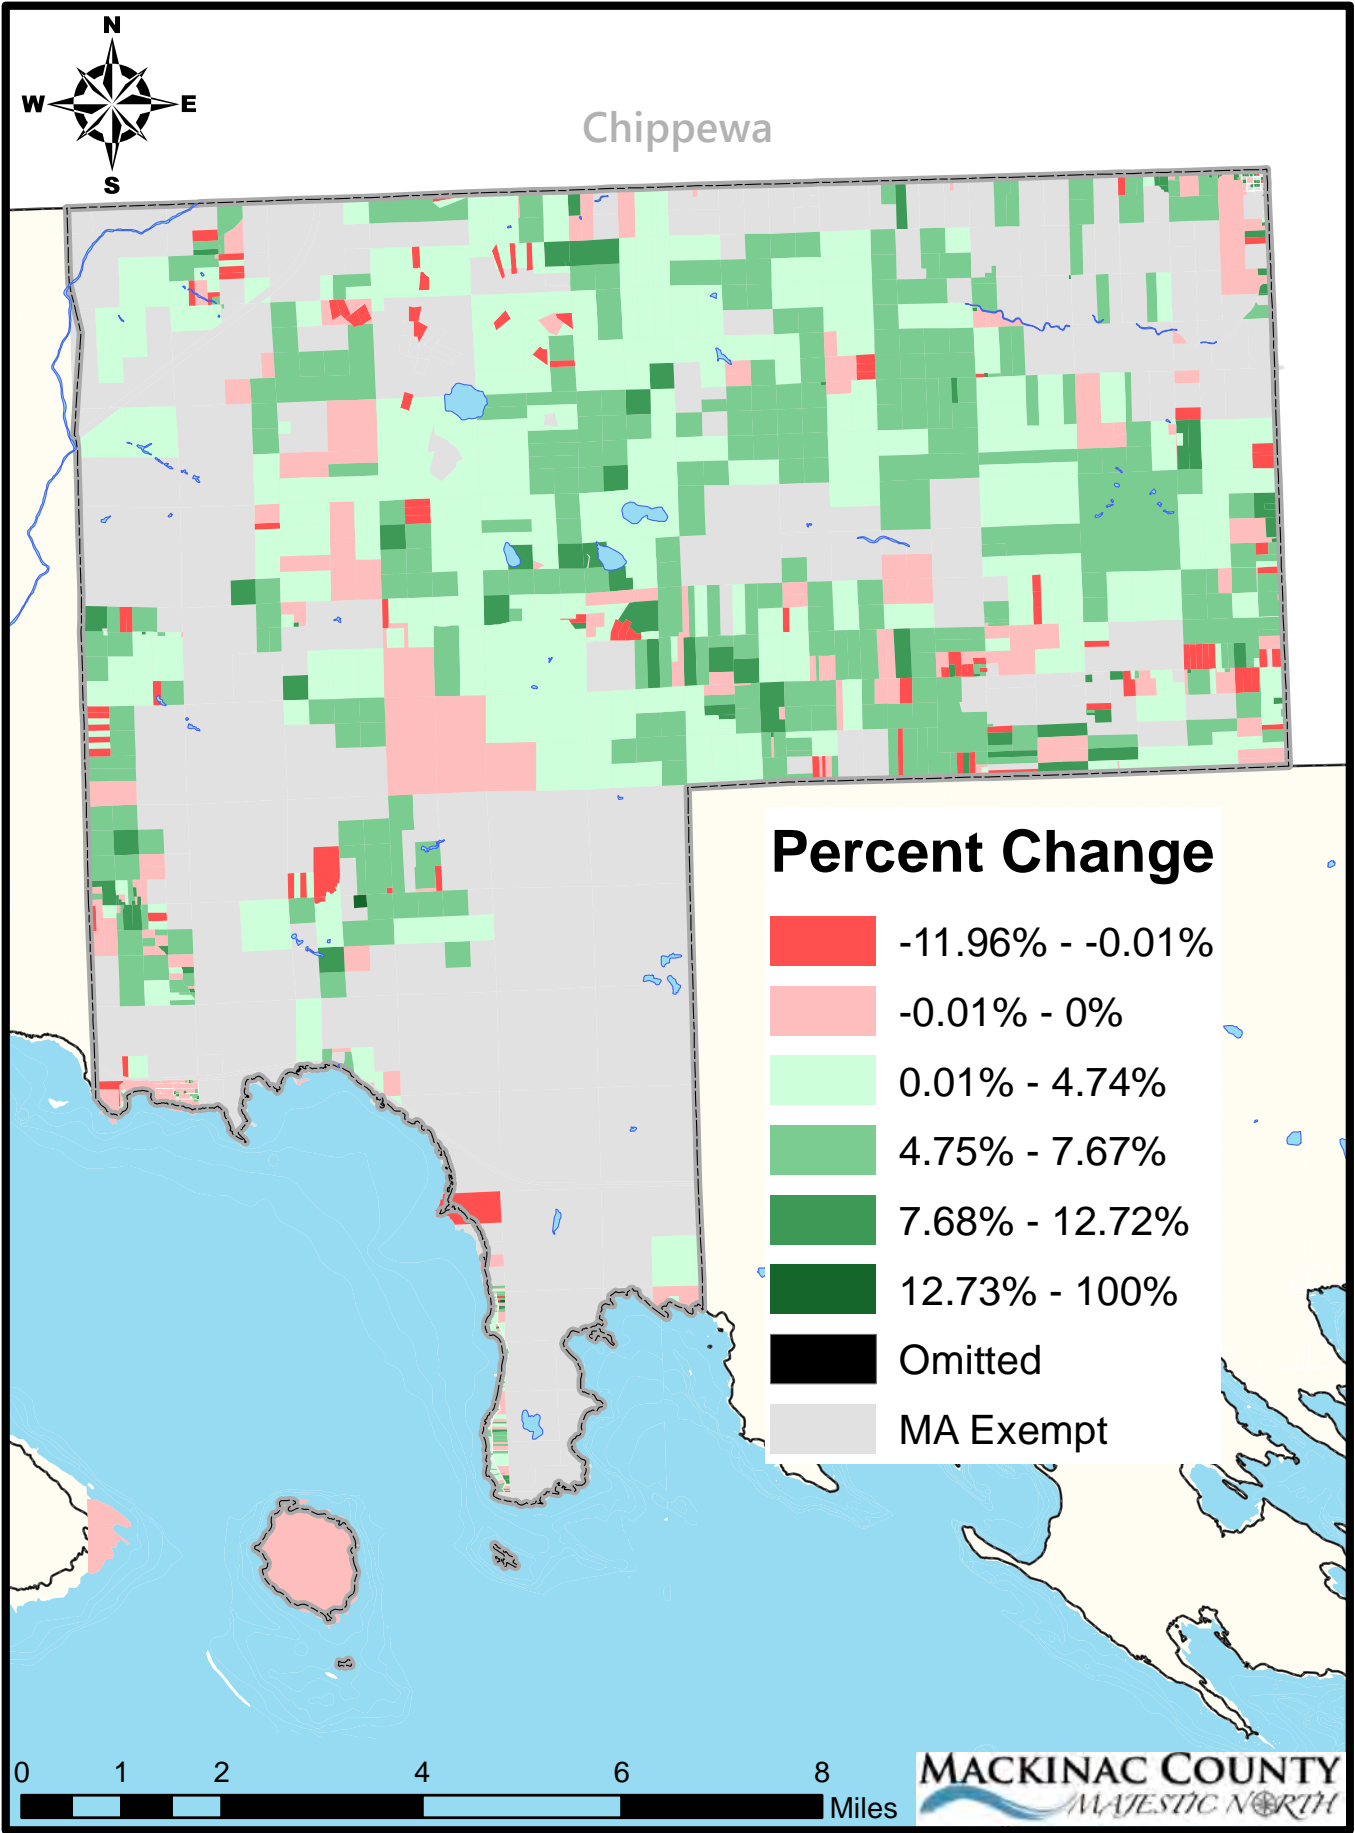 N
W E
S
Chippewa
Percent Change
-11.96% - -0.01%
-0.01% - 0%
0.01% - 4.74%
4.75% - 7.67%
7.68% - 12.72%
12.73% - 100%
Omitted
MA Exempt
0 1 2 4 6 8
Miles
MACKINAC COUNTY
MAJESTIC NORTH